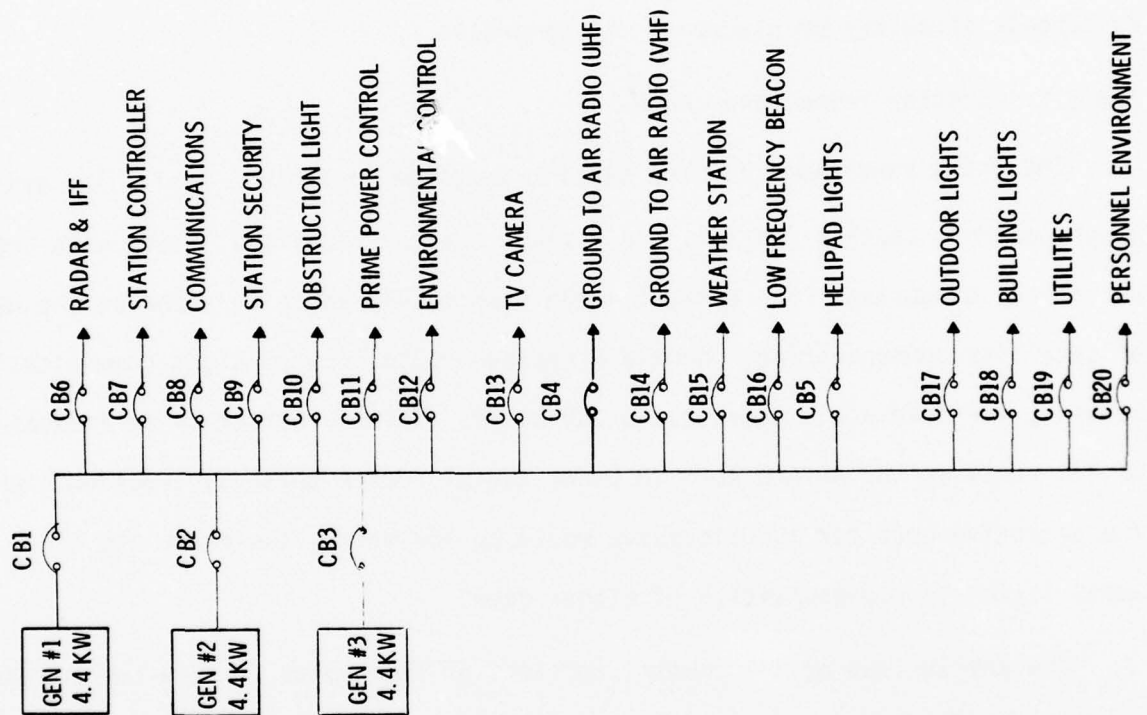 GEN #1
4.4 KW
GEN #2
4.4KW
GEN #3
4.4KW
CB1
CB2
CB3
CB6
RADAR & IFF
CB7
STATION CONTROLLER
CB8
COMMUNICATIONS
CB9
STATION SECURITY
CB10
OBSTRUCTION LIGHT
CB11
PRIME POWER CONTROL
CB12
ENVIRONMENTAL CONTROL
CB13
TV CAMERA
CB4
GROUND TO AIR RADIO (UHF)
CB14
GROUND TO AIR RADIO (VHF)
CB15
WEATHER STATION
CB16
LOW FREQUENCY BEACON
CB5
HELIPAD LIGHTS
CB17
OUTDOOR LIGHTS
CB18
BUILDING LIGHTS
CB19
UTILITIES
CB20
PERSONNEL ENVIRONMENT